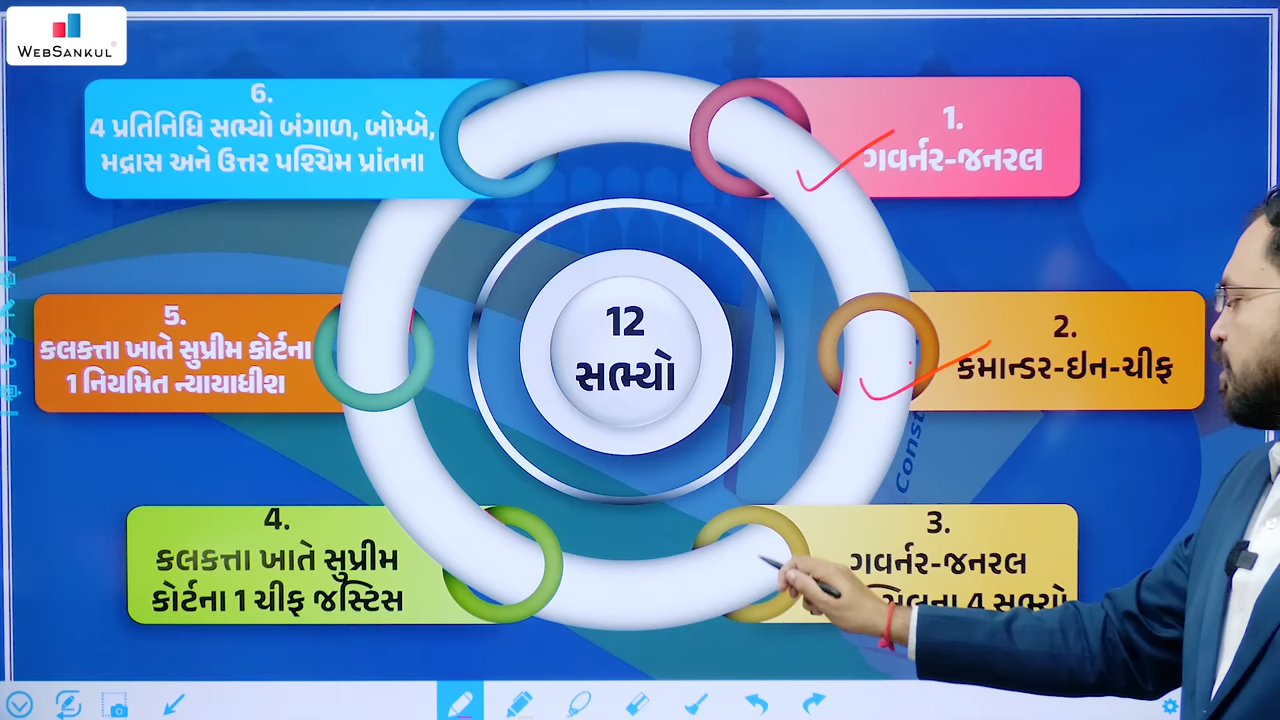 WEBSANKUL
1.
ગવર્નર-જનરલ
2.
કમાન્ડર-ઇન-ચીફ
3.
ગવર્નર-જનરલ
4 સભ્યો
4.
કલકત્તા ખાતે સુપ્રીમ
કોર્ટના 1 ચીફ જસ્ટિસ
5.
કલકત્તા ખાતે સુપ્રીમ કોર્ટના
1 નિયમિત ન્યાયાધીશ
6.
4 પ્રતિનિધિ સભ્યો બંગાળ, બોમ્બે,
મદ્રાસ અને ઉત્તર પશ્ચિમ પ્રાંતના
12
સભ્યો
Const